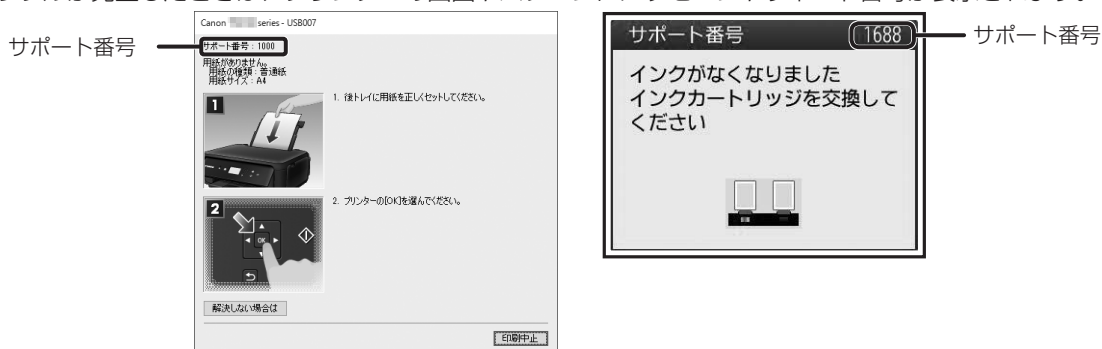 サポート番号
Canon series - USB007
サポート番号 : 1000
用紙がありません。
用紙の種類 : 普通紙
用紙サイズ : A4
1
1. 後トレイに用紙を正しくセットしてください。
2
OK
2. プリンターの[OK]を選んでください。
解決しない場合は
印刷中止
サポート番号 1688
インクがなくなりました
インクカートリッジを交換して
ください
サポート番号